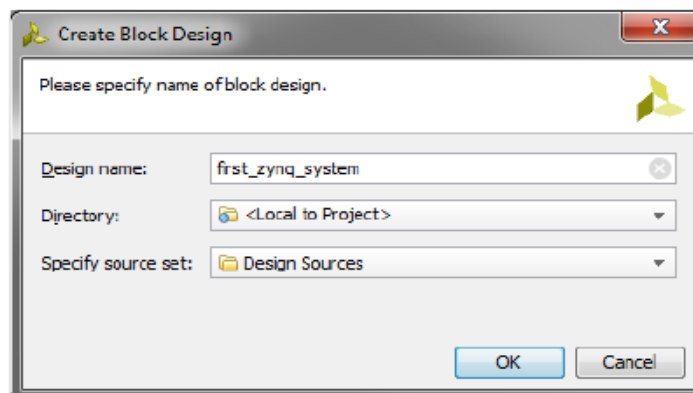 Create Block Design
Please specify name of block design.
Design name: first_zynq_system
Directory: <Local to Project>
Specify source set: Design Sources
OK Cancel